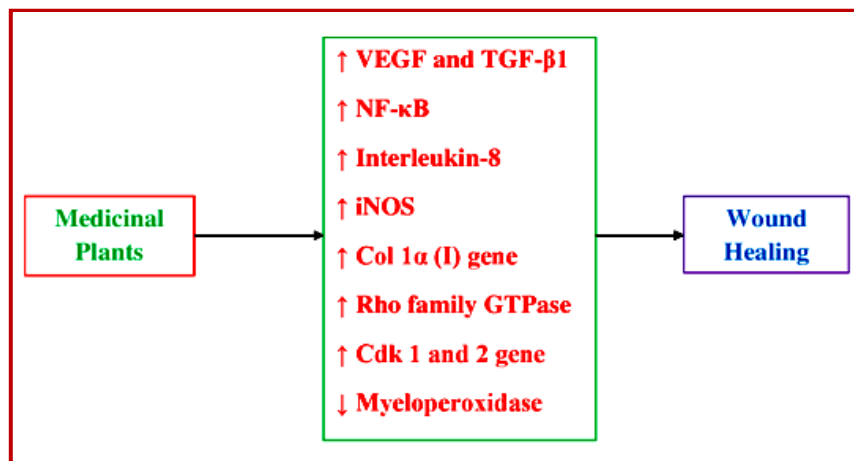 Medicinal
Plants
↑ VEGF and TGF-β1
↑ NF-κB
↑ Interleukin-8
↑ iNOS
↑ Col 1α (I) gene
↑ Rho family GTPase
↑ Cdk 1 and 2 gene
↓ Myeloperoxidase
Wound
Healing